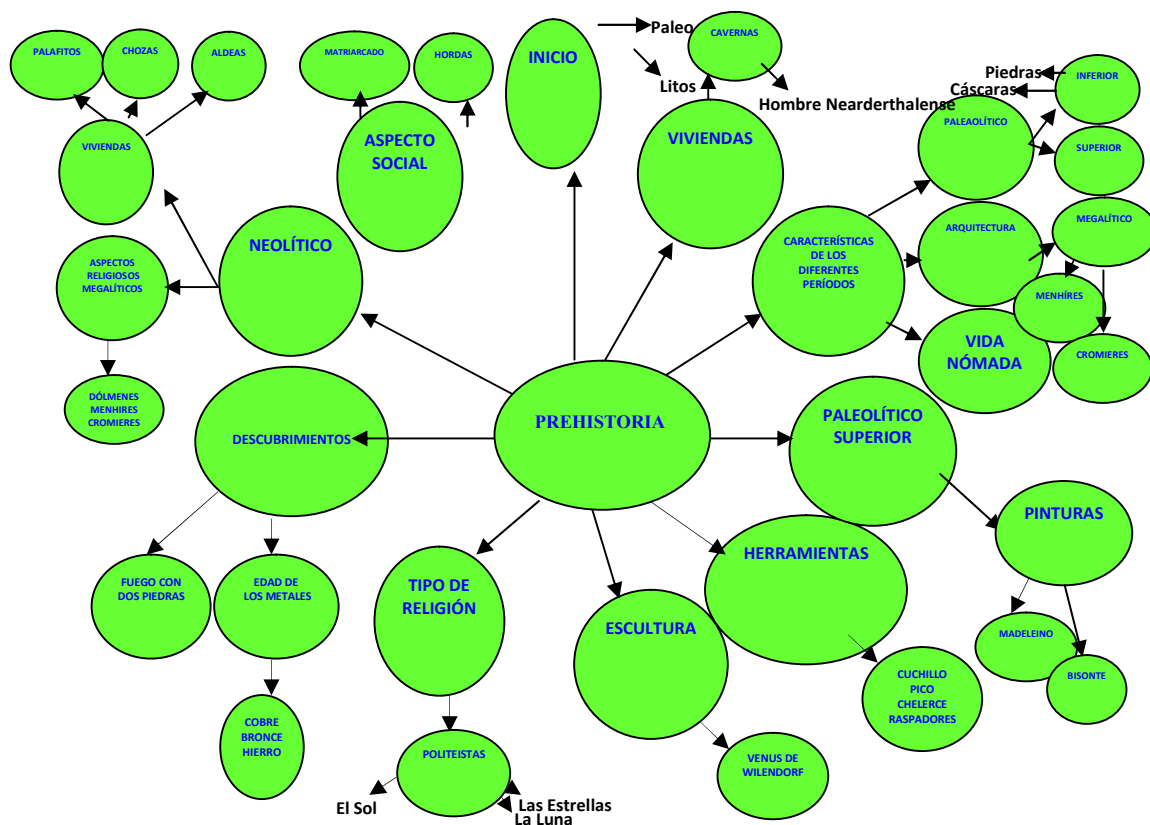 PALAFITOS
CHOZAS
ALDEAS
MATRIARCADO
HORDAS
INICIO
Paleo
Litos
CAVERNAS
Hombre Nearderthalense
Piedras
Cáscaras
INFERIOR
VIVIENDAS
ASPECTO
SOCIAL
VIVIENDAS
PALEAOLÍTICO
SUPERIOR
NEOLÍTICO
ASPECTOS
RELIGIOSOS
MEGALÍTICOS
CARACTERÍSTICAS
DE LOS
DIFERENTES
PERÍODOS
ARQUITECTURA
MEGALÍTICO
MENHÍRES
VIDA
NÓMADA
CROMIERES
DÓLMENES
MENHIRES
CROMIERES
DESCUBRIMIENTOS
PREHISTORIA
PALEOLÍTICO
SUPERIOR
PINTURAS
FUEGO CON
DOS PIEDRAS
EDAD DE
LOS METALES
TIPO DE
RELIGIÓN
ESCULTURA
HERRAMIENTAS
MADELEINO
BISONTE
CUCHILLO
PICO
CHELERCE
RASPADORES
COBRE
BRONCE
HIERRO
POLITEISTAS
VENUS DE
WILENDORF
El Sol
Las Estrellas
La Luna